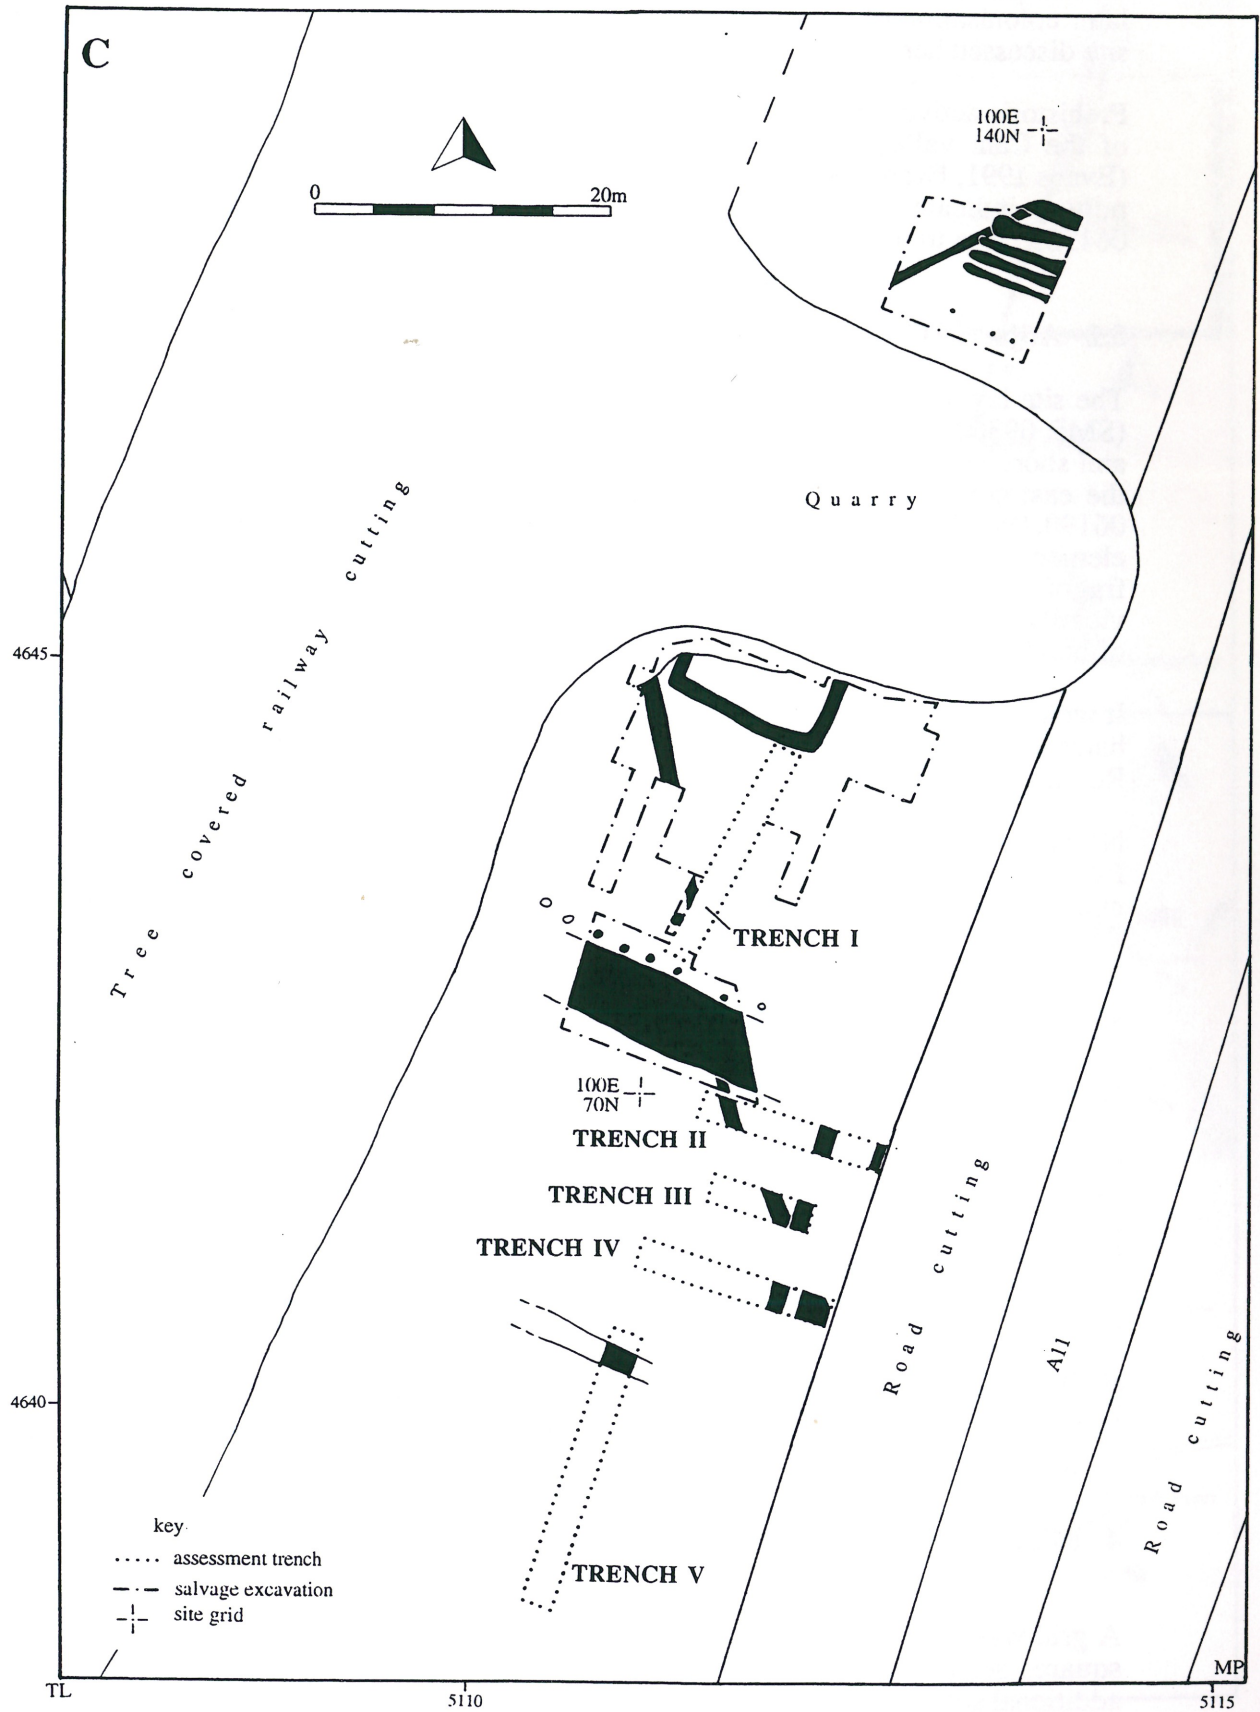 C
100E
140N
0 20m
Quarry
Tree covered railway cutting
4645
TRENCH I
100E
70N
TRENCH II
TRENCH III
TRENCH IV
Road cutting
A11
Road cutting
4640
key
assessment trench
salvage excavation
site grid
TRENCH V
MP
TL
5110
5115